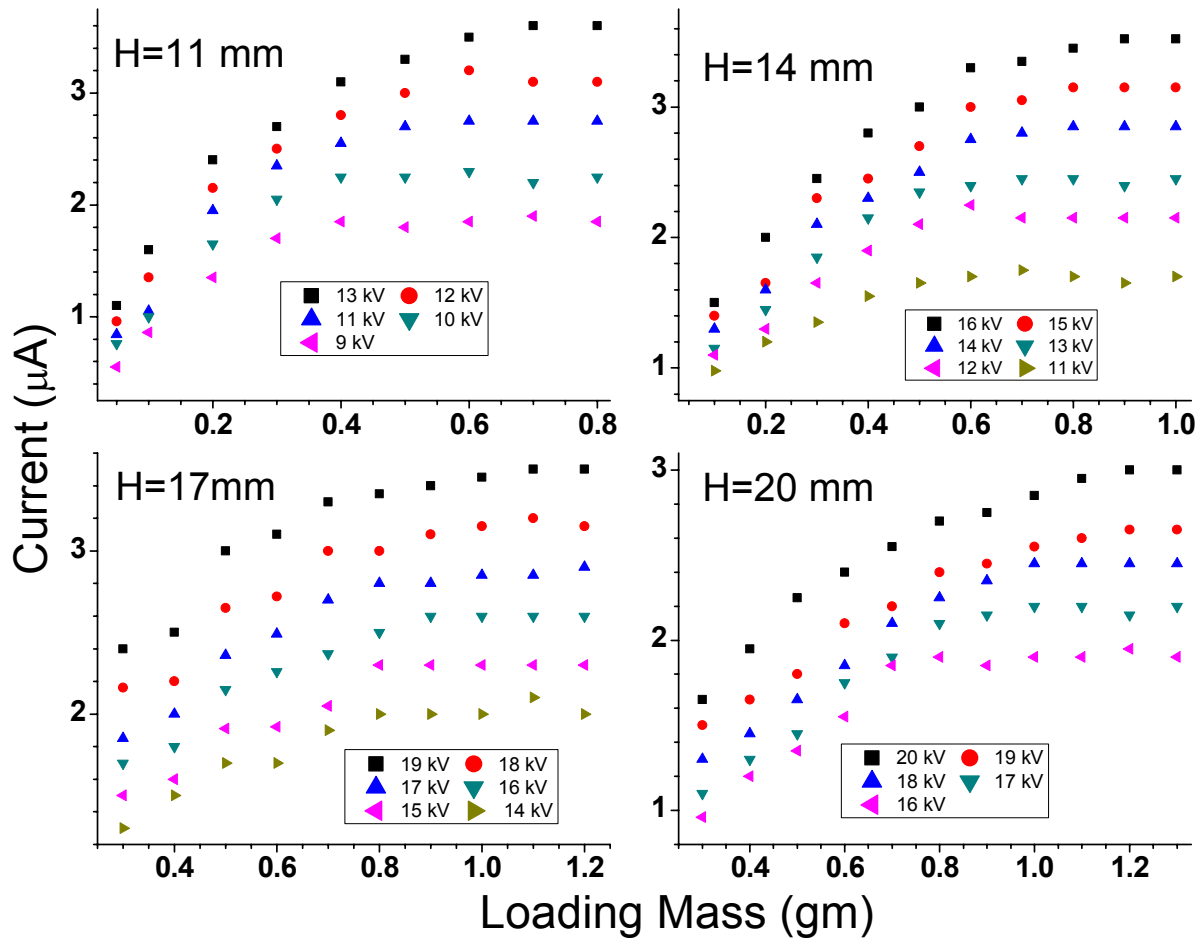 H=11 mm
3
2
1
13 kV 12 kV
11 kV 10 kV
9 kV
0.2 0.4 0.6 0.8
H=14 mm
3
2
1
16 kV 15 kV
14 kV 13 kV
12 kV 11 kV
0.2 0.4 0.6 0.8 1.0
Current (μA)
H=17mm
3
2
19 kV 18 kV
17 kV 16 kV
15 kV 14 kV
0.4 0.6 0.8 1.0 1.2
H=20 mm
3
2
1
20 kV 19 kV
18 kV 17 kV
16 kV
0.4 0.6 0.8 1.0 1.2
Loading Mass (gm)